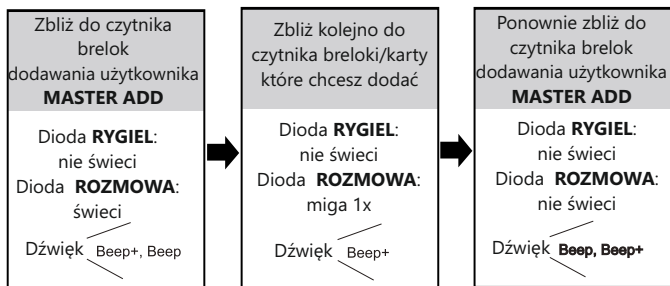 Zbliż do czytnika
brelok
dodawania użytkownika
MASTER ADD
Dioda RYGIEL:
nie świeci
Dioda ROZMOWA:
świeci
Dźwięk Beep+, Beep
Zbliż kolejno do
czytnika breloki/karty
które chcesz dodać
Dioda RYGIEL:
nie świeci
Dioda ROZMOWA:
miga 1x
Dźwięk Beep+
Ponownie zbliż do
czytnika brelok
dodawania użytkownika
MASTER ADD
Dioda RYGIEL:
nie świeci
Dioda ROZMOWA:
nie świeci
Dźwięk Beep, Beep+